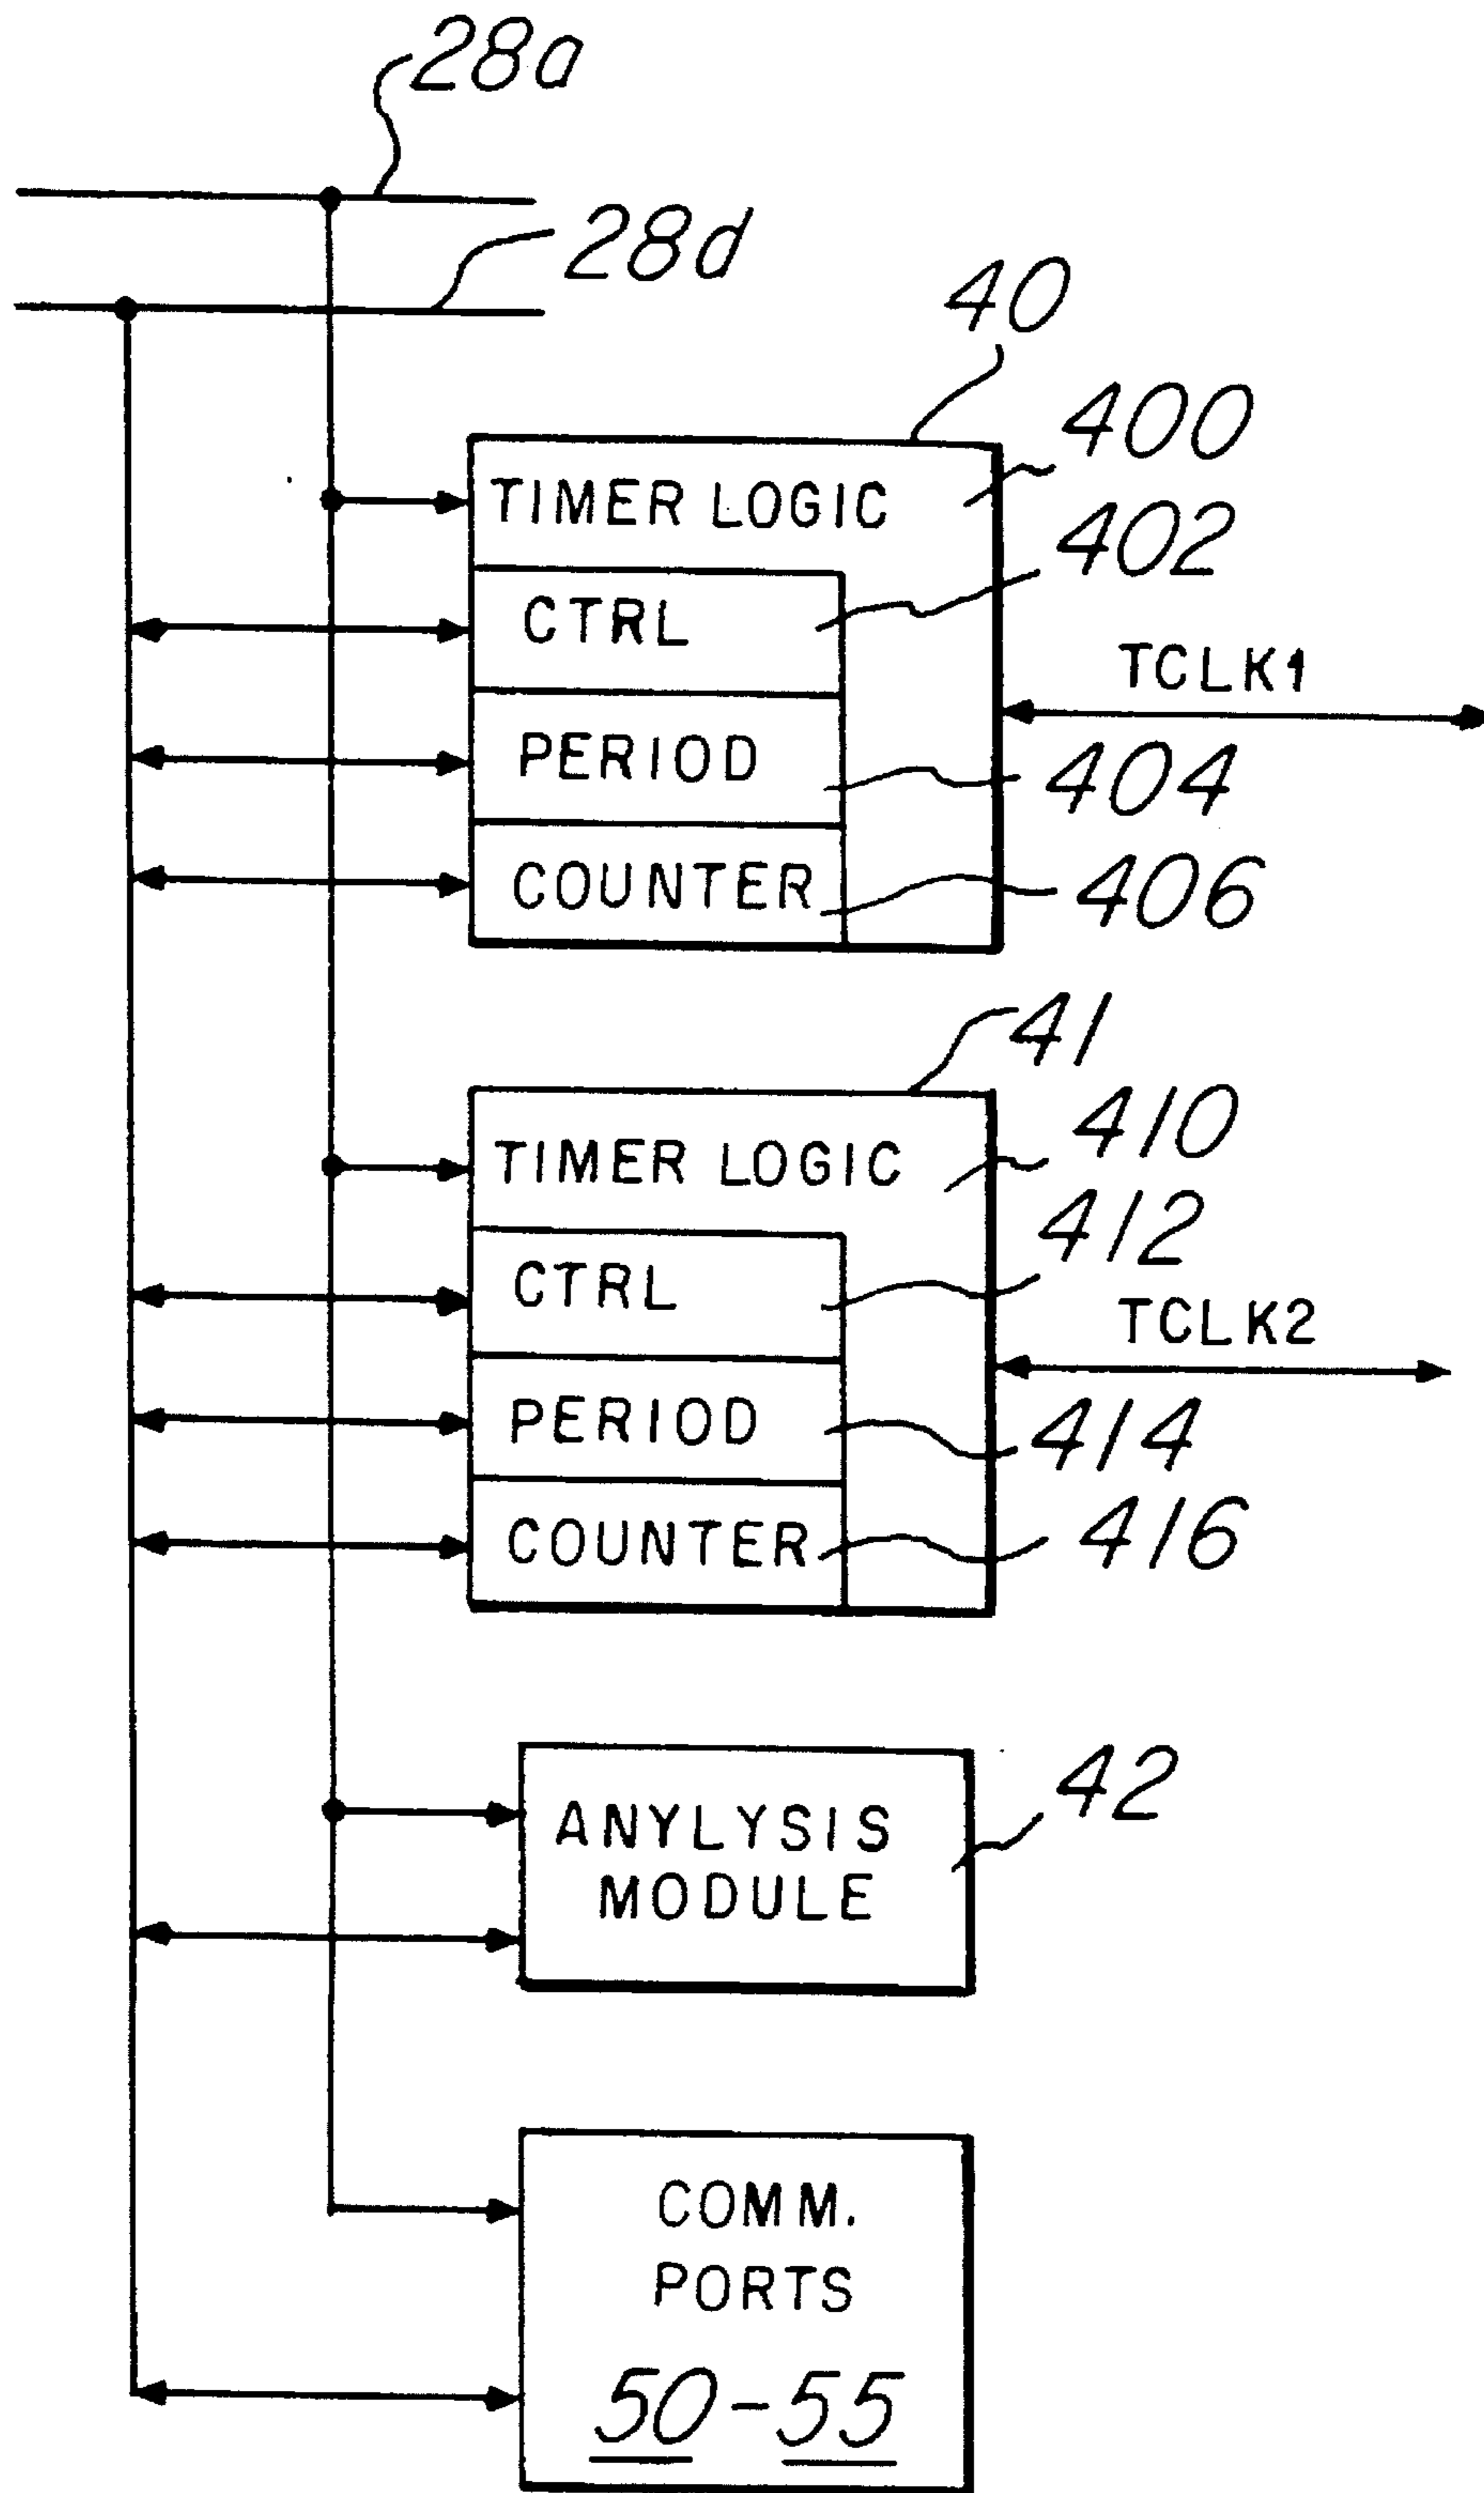 28a
28d
40
400
TIMER LOGIC
402
CTRL
TCLK1
PERIOD
404
COUNTER
406
41
410
TIMER LOGIC
412
CTRL
TCLK2
PERIOD
414
COUNTER
416
42
ANYLYSIS
MODULE
COMM.
PORTS
50-55